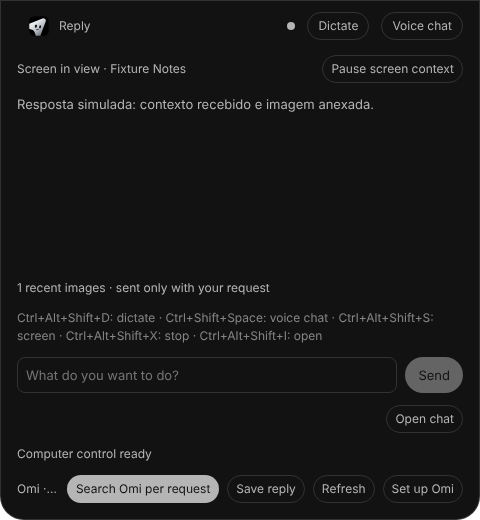 Reply
Dictate
Voice chat
Screen in view · Fixture Notes
Pause screen context
Resposta simulada: contexto recebido e imagem anexada.
1 recent images · sent only with your request
Ctrl+Alt+Shift+D: dictate · Ctrl+Shift+Space: voice chat · Ctrl+Alt+Shift+S:
screen · Ctrl+Alt+Shift+X: stop · Ctrl+Alt+Shift+I: open
What do you want to do?
Send
Open chat
Computer control ready
Omi ·...
Search Omi per request
Save reply
Refresh
Set up Omi